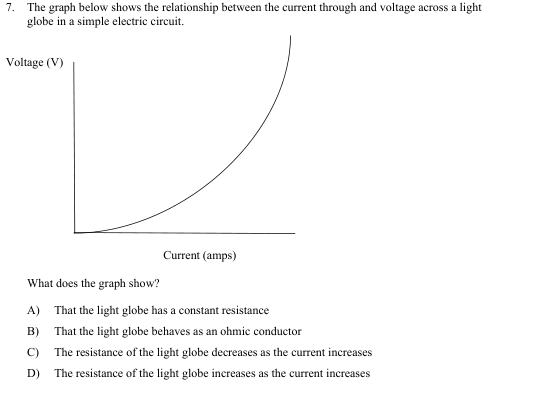 7. The graph below shows the relationship between the current through and voltage across a light
globe in a simple electric circuit.
Voltage (V)
Current (amps)
What does the graph show?
A) That the light globe has a constant resistance
B) That the light globe behaves as an ohmic conductor
C) The resistance of the light globe decreases as the current increases
D) The resistance of the light globe increases as the current increases